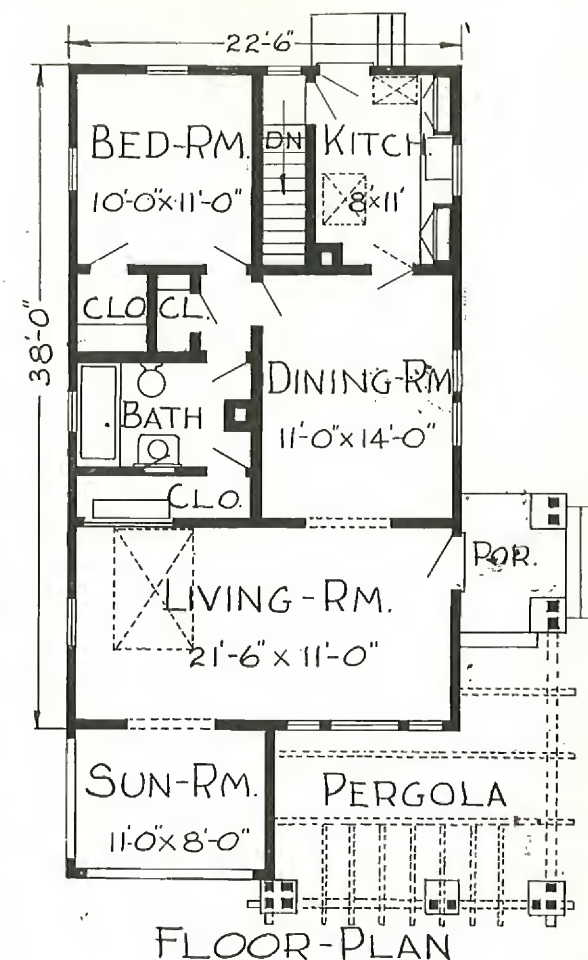 22'-6"
BED-RM.
10'-0"x11'-0"
DN
KITCH.
8'x11'
38'-0"
CLO
CL.
DINING-RM
11'-0"x14'-0"
BATH
CLO.
POR.
LIVING-RM.
21'-6" x 11'-0"
SUN-RM.
11'-0"x8'-0"
PERGOLA
FLOOR-PLAN